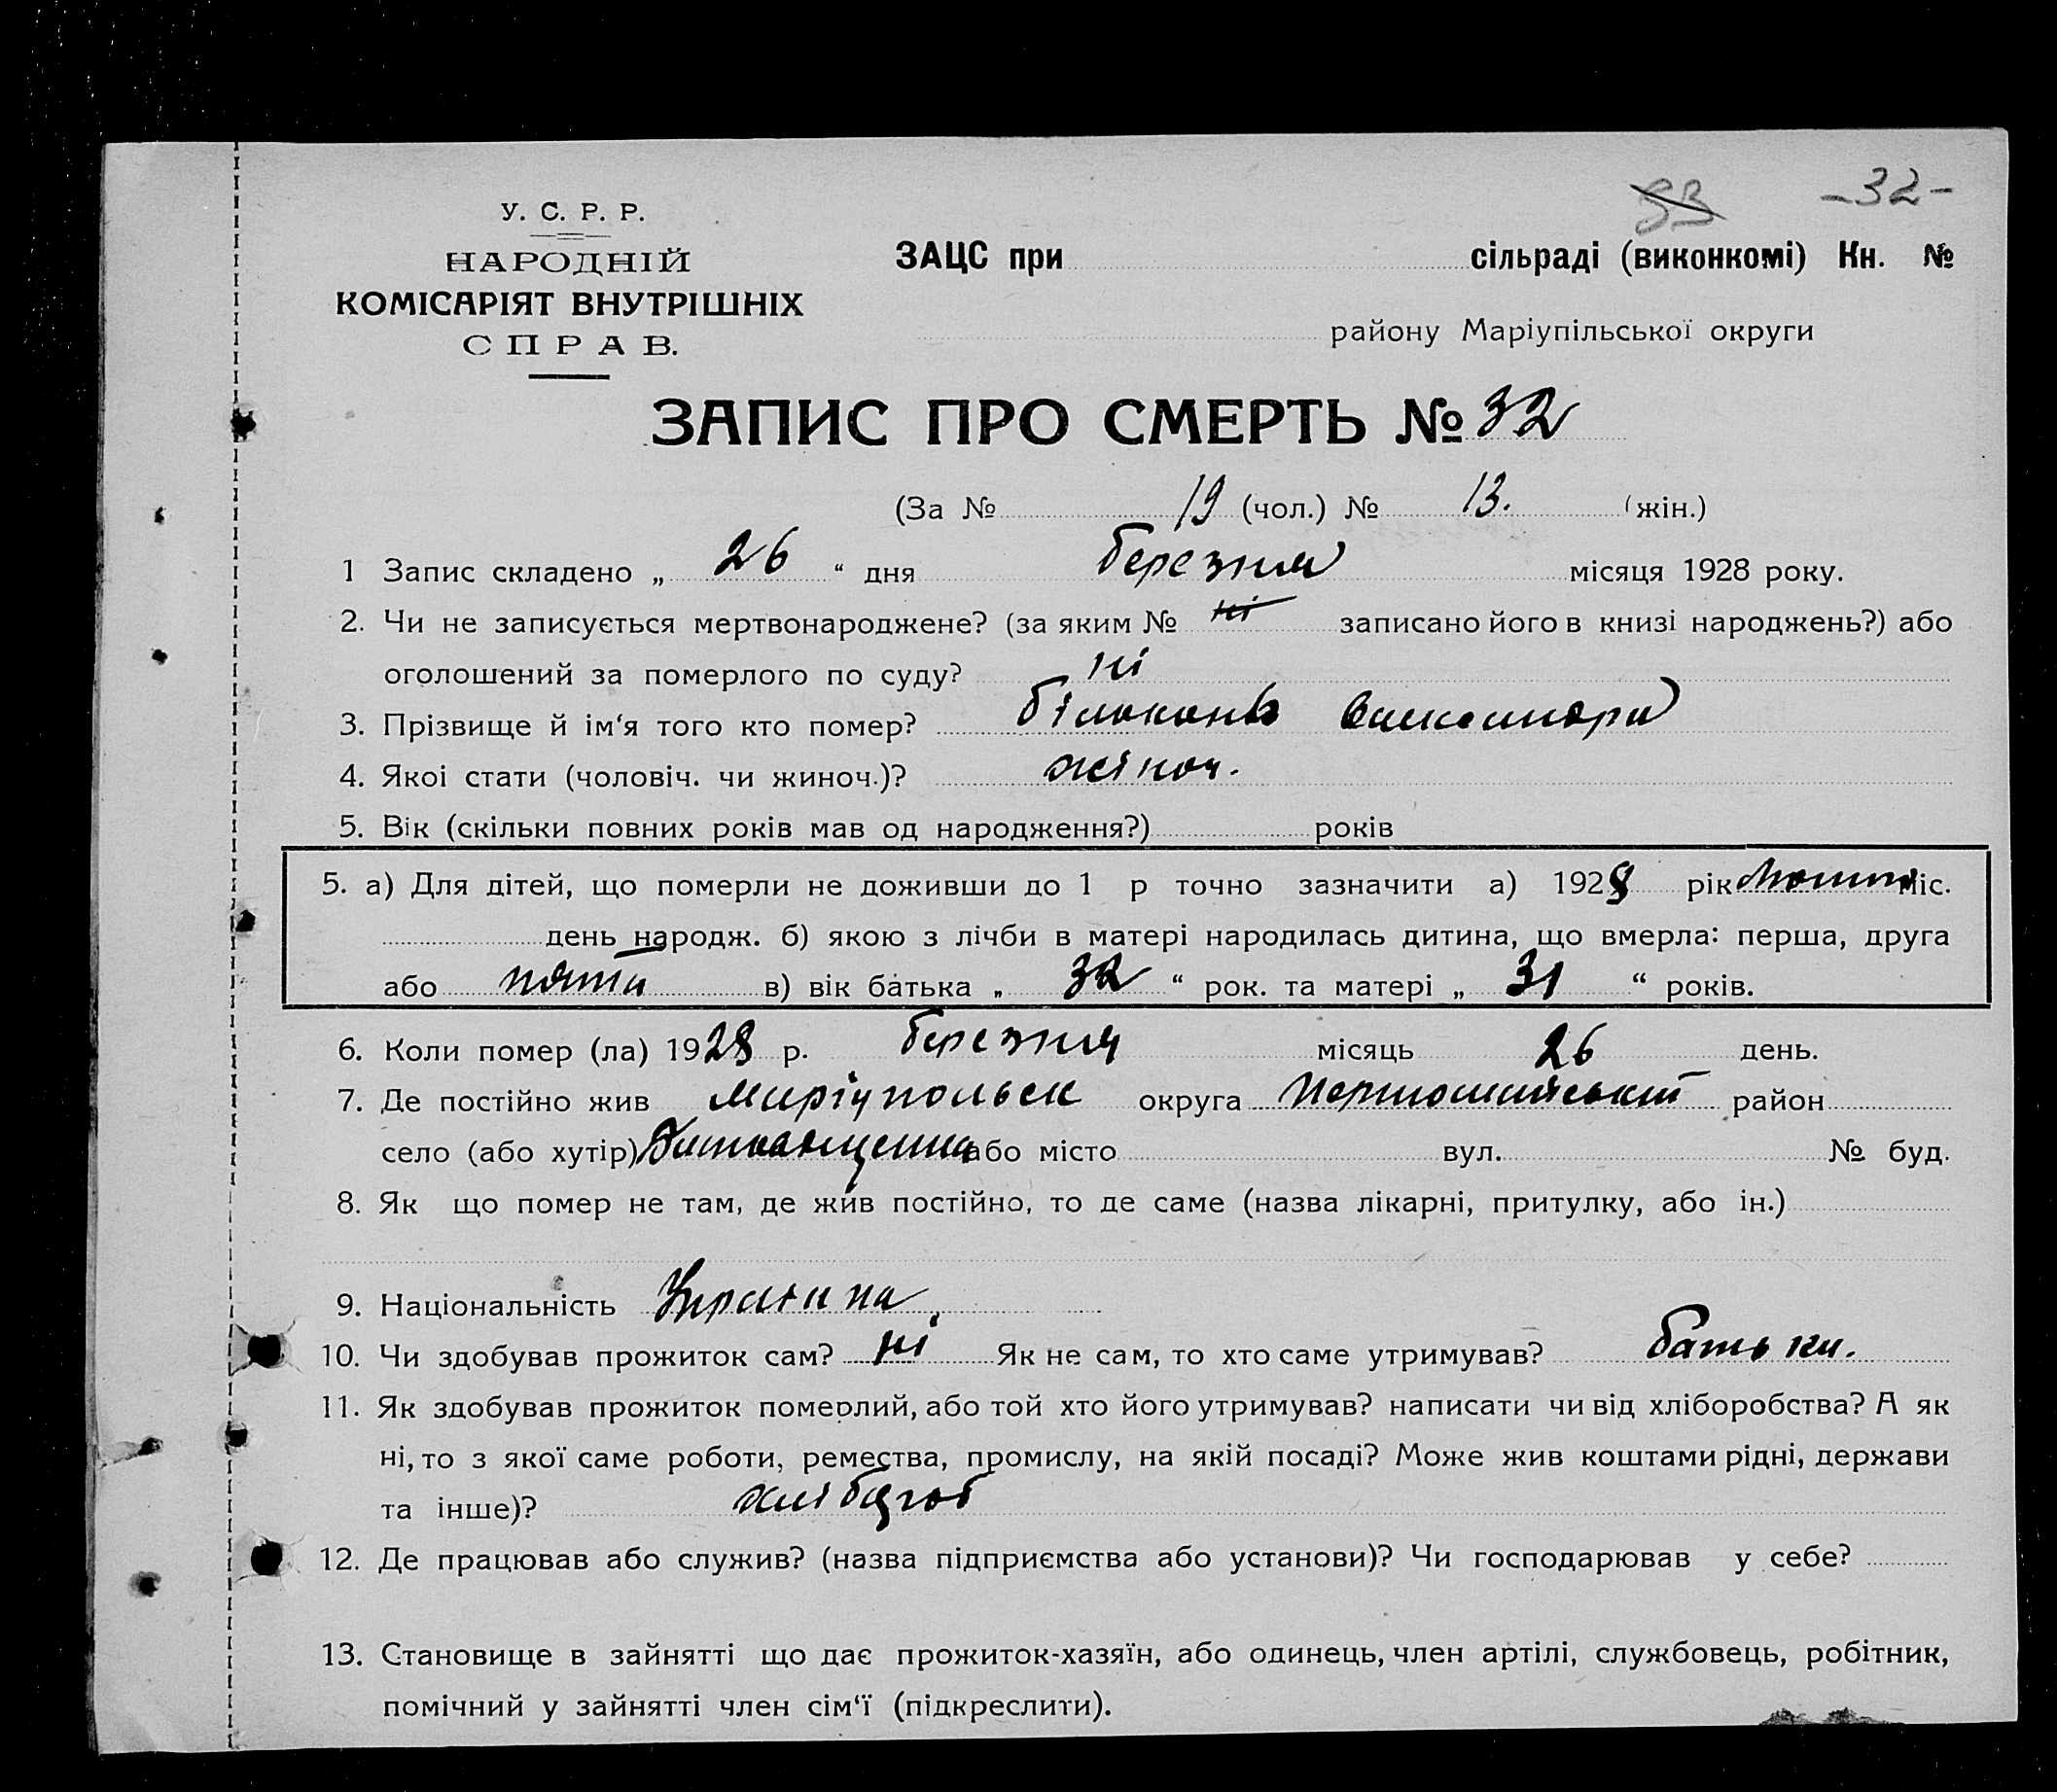 53 -32-
У. С. Р. Р.
НАРОДНІЙ
КОМІСАРІЯТ ВНУТРІШНІХ
СПРАВ.
ЗАЦС при сільраді (виконкомі) Кн. №
району Маріупільської округи
ЗАПИС ПРО СМЕРТЬ № 32
(За № 19 (чол.) № 13. (жін.)
1 Запис складено „ 26 “ дня березня місяця 1928 року.
2. Чи не записується мертвонароджене? (за яким № ні записано його в книзі народжень?) або
оголошений за померлого по суду? ні
3. Прізвище й ім‘я того кто помер? Білоконь Олександра
4. Якоі стати (чоловіч. чи жиноч.)? жіноч.
5. Вік (скільки повних років мав од народження?) років
5. а) Для дітей, що померли не доживши до 1 р точно зазначити а) 1928 рік міс.
день народж. б) якою з лічби в матері народилась дитина, що вмерла: перша, друга
або пята в) вік батька „ 32 “ рок. та матері „ 31 “ років.
6. Коли помер (ла) 1928 р. березня місяць 26 день.
7. Де постійно жив Маріупольск округа Першомайський район
село (або хутір) або місто вул. № буд.
8. Як що помер не там, де жив постійно, то де саме (назва лікарні, притулку, або ін.)
9. Національність Украінка
10. Чи здобував прожиток сам? ні Як не сам, то хто саме утримував? батьки.
11. Як здобував прожиток померлий, або той хто його утримував? написати чи від хліборобства? А як
ні, то з якої саме роботи, ремества, промислу, на якій посаді? Може жив коштами рідні, держави
та інше)?
12. Де працював або служив? (назва підприємства або установи)? Чи господарював у себе?
13. Становище в зайнятті що дає прожиток-хазяїн, або одинець, член артілі, службовець, робітник,
помічний у зайнятті член сім‘ї (підкреслити).